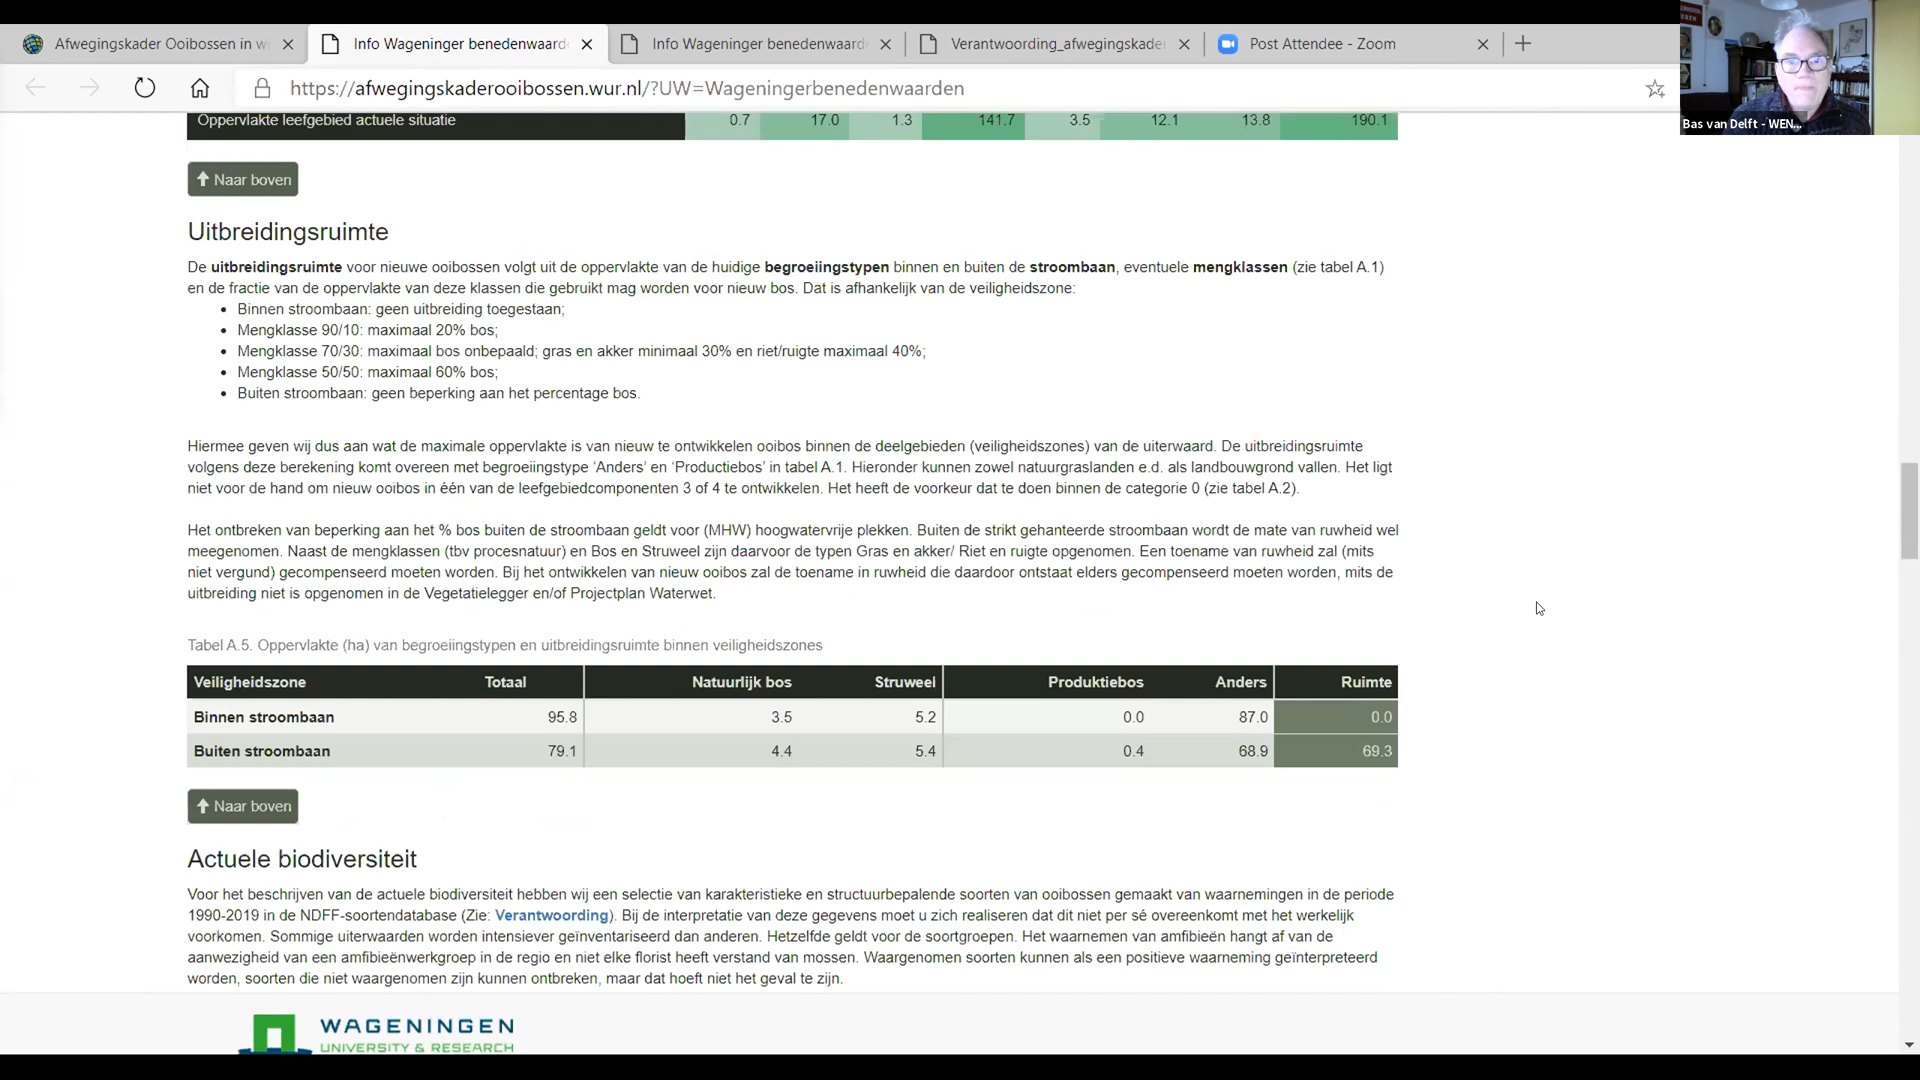 Afwegingskader Ooibossen in w
Info Wageninger benedenwaard
Info Wageninger benedenwaard
Verantwoording_afwegingskader
Post Attendee - Zoom
https://afwegingskaderooibossen.wur.nl/?UW=Wageningerbenedenwaarden
Bas van Delft - WEN...
Oppervlakte leefgebied actuele situatie 0.7 17.0 1.3 141.7 3.5 12.1 13.8 190.1
Naar boven
Uitbreidingsruimte
De uitbreidingsruimte voor nieuwe ooibossen volgt uit de oppervlakte van de huidige begroeiingstypen binnen en buiten de stroombaan, eventuele mengklassen (zie tabel A.1)
en de fractie van de oppervlakte van deze klassen die gebruikt mag worden voor nieuw bos. Dat is afhankelijk van de veiligheidszone:
• Binnen stroombaan: geen uitbreiding toegestaan;
• Mengklasse 90/10: maximaal 20% bos;
• Mengklasse 70/30: maximaal bos onbepaald; gras en akker minimaal 30% en riet/ruigte maximaal 40%;
• Mengklasse 50/50: maximaal 60% bos;
• Buiten stroombaan: geen beperking aan het percentage bos.
Hiermee geven wij dus aan wat de maximale oppervlakte is van nieuw te ontwikkelen ooibos binnen de deelgebieden (veiligheidszones) van de uiterwaard. De uitbreidingsruimte
volgens deze berekening komt overeen met begroeiingstype ‘Anders’ en ‘Productiebos’ in tabel A.1. Hieronder kunnen zowel natuurgraslanden e.d. als landbouwgrond vallen. Het ligt
niet voor de hand om nieuw ooibos in één van de leefgebiedcomponenten 3 of 4 te ontwikkelen. Het heeft de voorkeur dat te doen binnen de categorie 0 (zie tabel A.2).
Het ontbreken van beperking aan het % bos buiten de stroombaan geldt voor (MHW) hoogwatervrije plekken. Buiten de strikt gehanteerde stroombaan wordt de mate van ruwheid wel
meegenomen. Naast de mengklassen (tbv procesnatuur) en Bos en Struweel zijn daarvoor de typen Gras en akker/ Riet en ruigte opgenomen. Een toename van ruwheid zal (mits
niet vergund) gecompenseerd moeten worden. Bij het ontwikkelen van nieuw ooibos zal de toename in ruwheid die daardoor ontstaat elders gecompenseerd moeten worden, mits de
uitbreiding niet is opgenomen in de Vegetatielegger en/of Projectplan Waterwet.
Tabel A.5. Oppervlakte (ha) van begroeiingstypen en uitbreidingsruimte binnen veiligheidszones
Veiligheidszone Totaal Natuurlijk bos Struweel Produktiebos Anders Ruimte
Binnen stroombaan 95.8 3.5 5.2 0.0 87.0 0.0
Buiten stroombaan 79.1 4.4 5.4 0.4 68.9 69.3
Naar boven
Actuele biodiversiteit
Voor het beschrijven van de actuele biodiversiteit hebben wij een selectie van karakteristieke en structuurbepalende soorten van ooibossen gemaakt van waarnemingen in de periode
1990-2019 in de NDFF-soortendatabase (Zie: Verantwoording). Bij de interpretatie van deze gegevens moet u zich realiseren dat dit niet per sé overeenkomt met het werkelijk
voorkomen. Sommige uiterwaarden worden intensiever geïnventariseerd dan anderen. Hetzelfde geldt voor de soortgroepen. Het waarnemen van amfibieën hangt af van de
aanwezigheid van een amfibieënwerkgroep in de regio en niet elke florist heeft verstand van mossen. Waargenomen soorten kunnen als een positieve waarneming geïnterpreteerd
worden, soorten die niet waargenomen zijn kunnen ontbreken, maar dat hoeft niet het geval te zijn.
WAGENINGEN
UNIVERSITY & RESEARCH